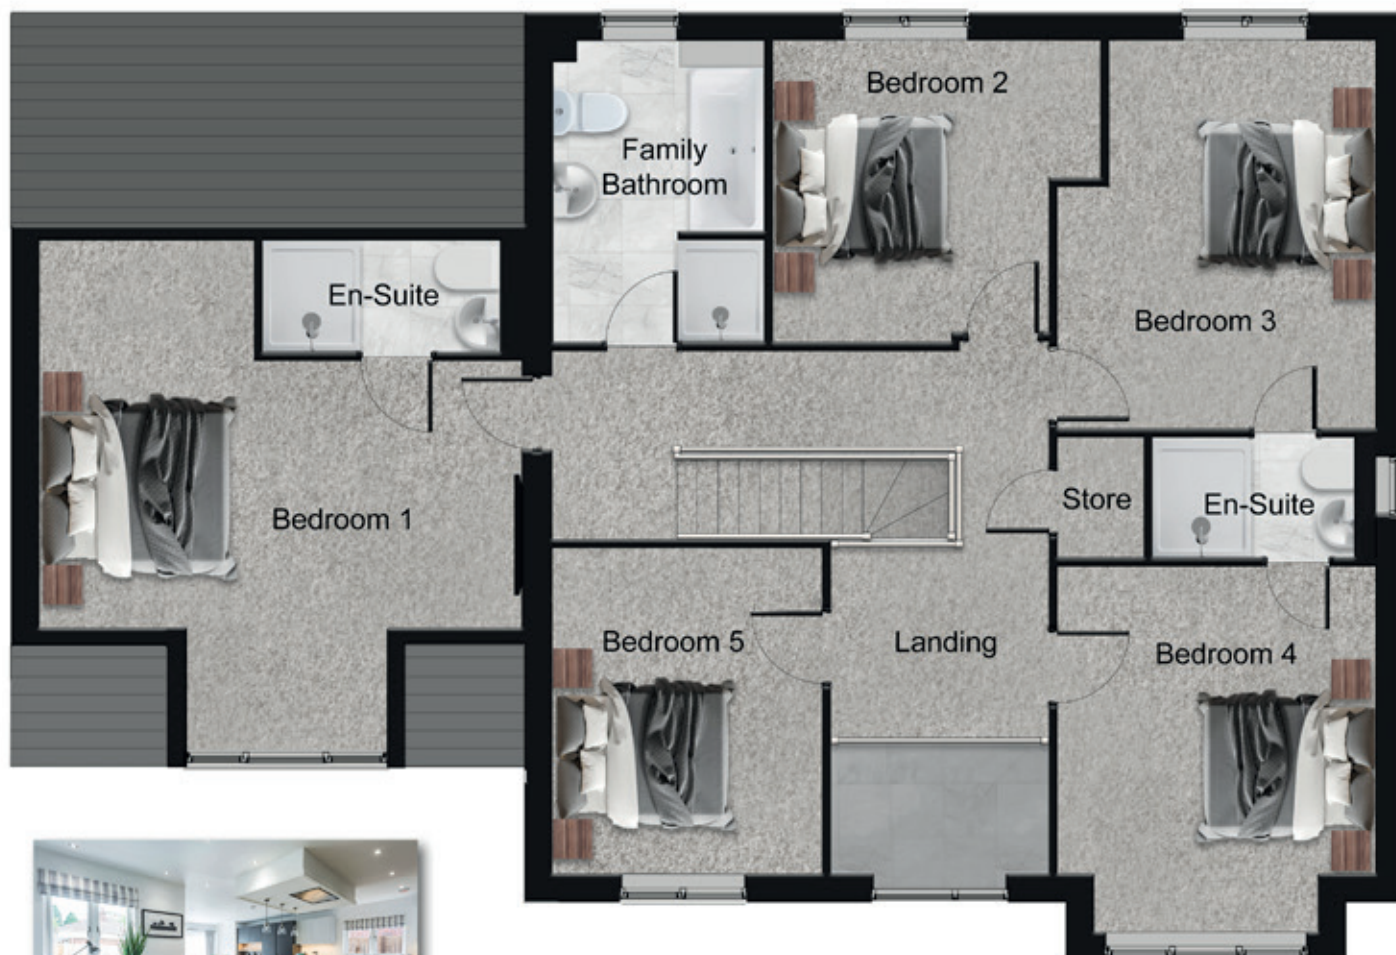 Bedroom 2
Family
Bathroom
En-Suite
Bedroom 3
Bedroom 1
Store
En-Suite
Bedroom 5
Landing
Bedroom 4